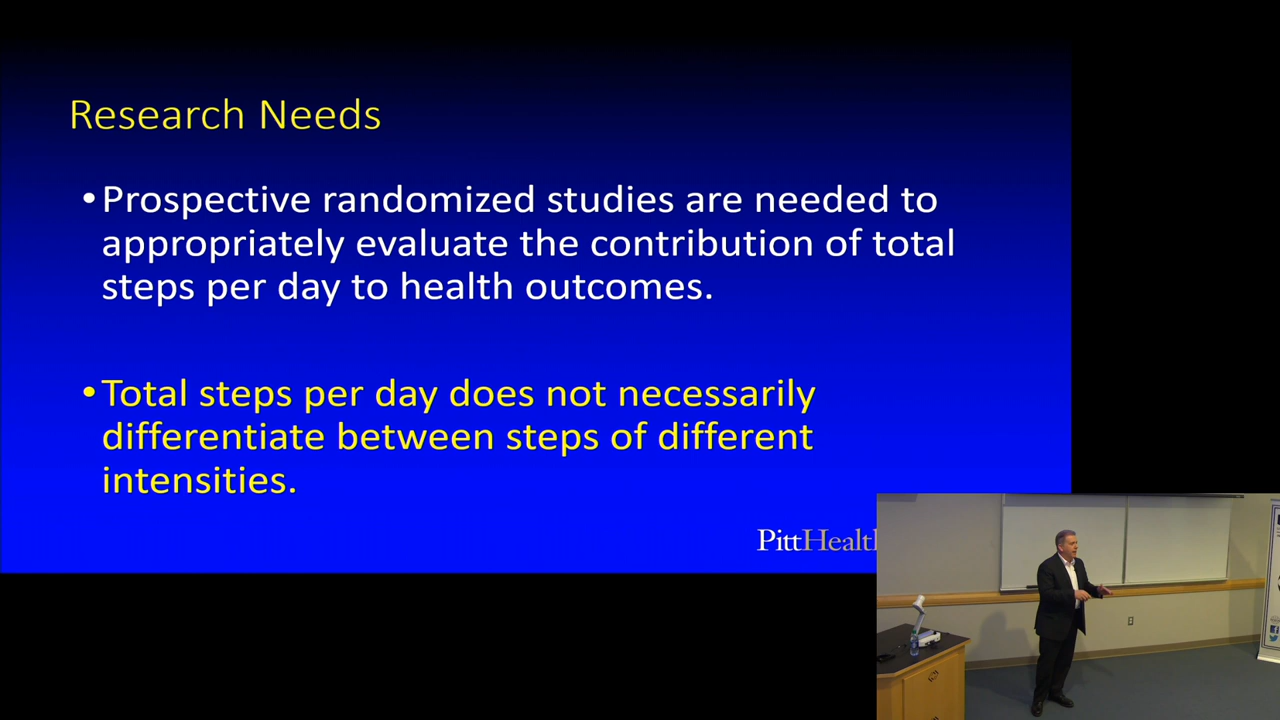 Research Needs
•Prospective randomized studies are needed to
appropriately evaluate the contribution of total
steps per day to health outcomes.
•Total steps per day does not necessarily
differentiate between steps of different
intensities.
PittHealth